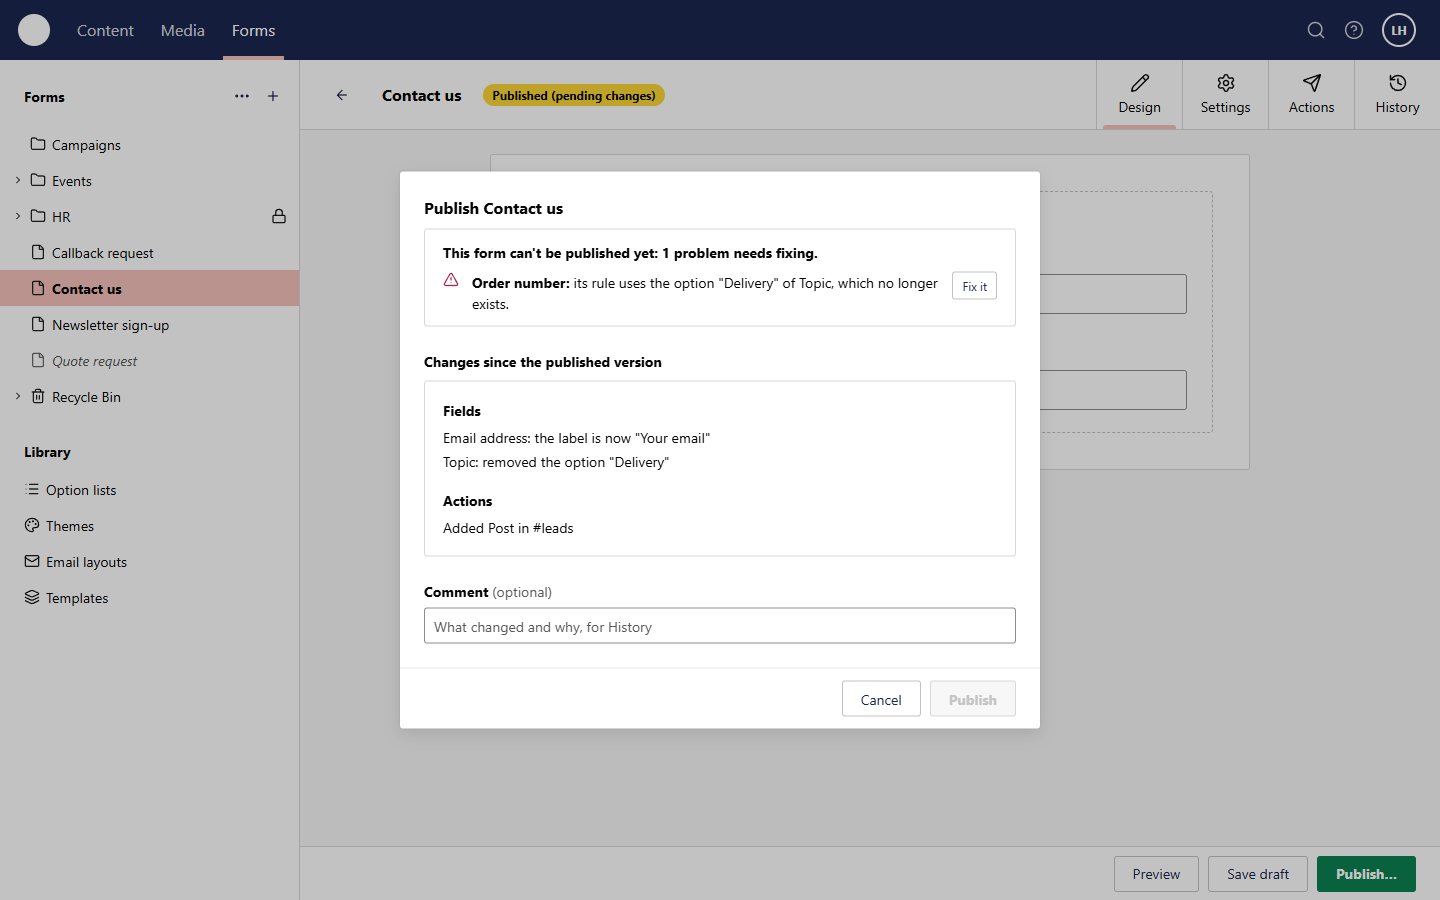 Content
Media
Forms
LH
Forms
Campaigns
Events
HR
Callback request
Contact us
Newsletter sign-up
Quote request
Recycle Bin
Library
Option lists
Themes
Email layouts
Templates
Contact us
Published (pending changes)
Design
Settings
Actions
History
Publish Contact us
This form can't be published yet: 1 problem needs fixing.
Order number: its rule uses the option "Delivery" of Topic, which no longer
exists.
Fix it
Changes since the published version
Fields
Email address: the label is now "Your email"
Topic: removed the option "Delivery"
Actions
Added Post in #leads
Comment (optional)
What changed and why, for History
Cancel
Publish
Preview
Save draft
Publish...